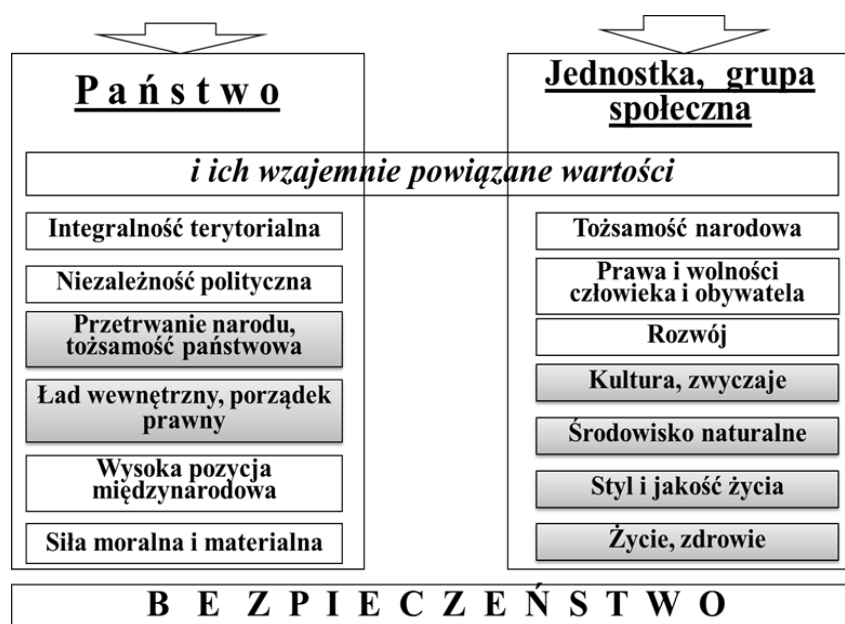 Państwo
Jednostka, grupa
społeczna
i ich wzajemnie powiązane wartości
Integralność terytorialna
Niezależność polityczna
Przetrwanie narodu,
tożsamość państwowa
Ład wewnętrzny, porządek
prawny
Wysoka pozycja
międzynarodowa
Siła moralna i materialna
Tożsamość narodowa
Prawa i wolności
człowieka i obywatela
Rozwój
Kultura, zwyczaje
Środowisko naturalne
Styl i jakość życia
Życie, zdrowie
BEZPIECZEŃSTWO